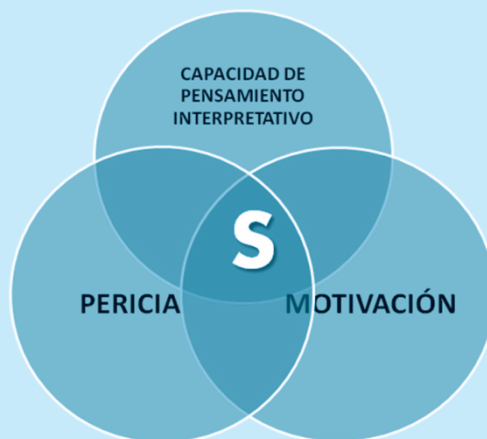 CAPACIDAD DE
PENSAMIENTO
INTERPRETATIVO
S
PERICIA
MOTIVACIÓN